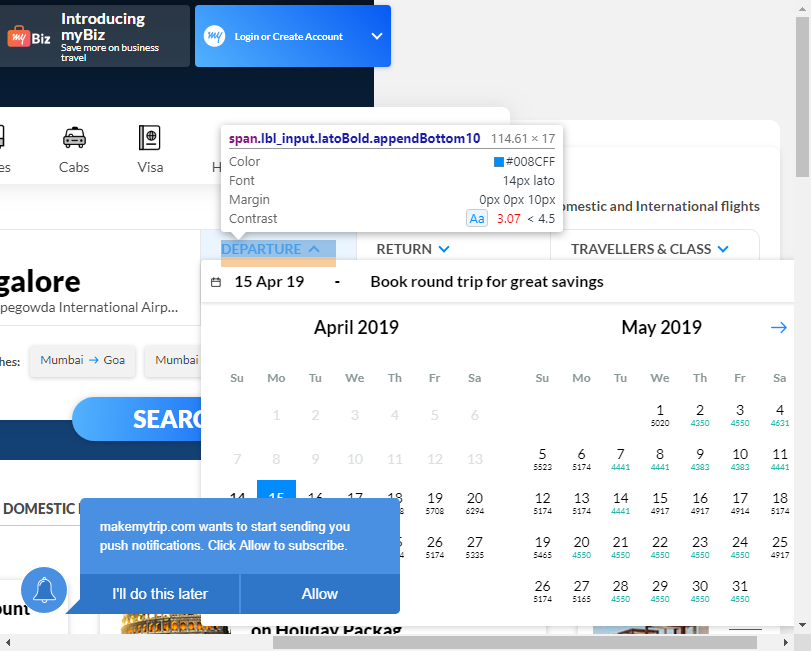 Introducing
myBiz
my Biz
Save more on business
travel
my
Login or Create Account
Cabs
Visa
span.lbl_input.latoBold.appendBottom10 114.61 × 17
Color #008CFF
Font 14px lato
Margin 0px 0px 10px
Contrast Aa 3.07 < 4.5
and International flights
DEPARTURE
RETURN
TRAVELLERS & CLASS
15 Apr 19 - Book round trip for great savings
International Airp...
Mumbai → Goa
Mumbai
April 2019
May 2019
Su Mo Tu We Th Fr Sa
Su Mo Tu We Th Fr Sa
1 2 3 4 5 6
1 2 3 4
5020 4350 4550 4631
7 8 9 10 11 12 13
5 6 7 8 9 10 11
5523 5174 4441 4441 4383 4383 4441
14 15 16 17 18 19 20
5708 6294
12 13 14 15 16 17 18
5174 5174 4441 4917 4917 4914 5174
26 27
5174 5335
19 20 21 22 23 24 25
5465 4550 4550 4550 4550 4550 4917
26 27 28 29 30 31
5174 5165 4550 4550 4550 4550
DOMESTIC
makemytrip.com wants to start sending you
push notifications. Click Allow to subscribe.
I'll do this later
Allow
on Holiday Packag